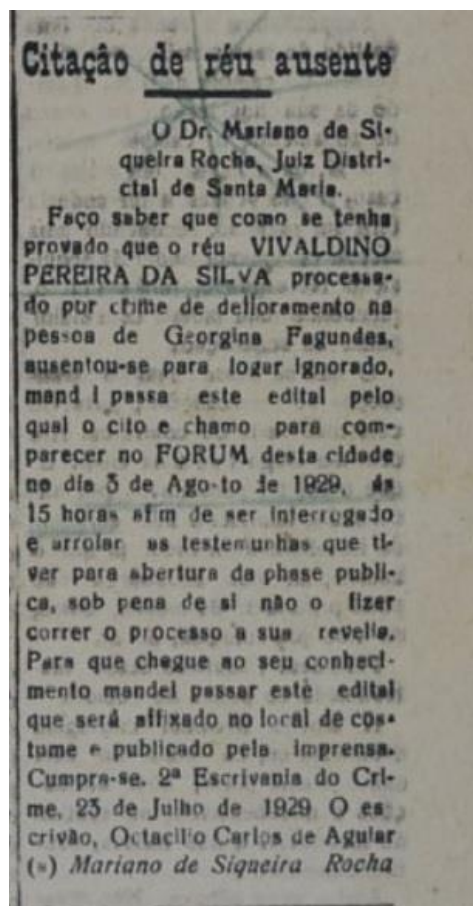 Citação de réu ausente
O Dr. Mariano de Si-
queira Rocha, Juiz Distri-
ctal de Santa Maria.
Faço saber que como se tenha
provado que o réu VIVALDINO
PEREIRA DA SILVA processa-
do por crime de defloramento na
pessoa de Georgina Fagundes,
ausentou-se para logar ignorado,
mand i passa este edital pelo
qual o cito e chamo para com-
parecer no FORUM desta cidade
no dia 3 de Agosto de 1929, ás
15 horas afim de ser interrogado
e arrolar as testemunhas que ti-
ver para abertura da phase publi-
ca, sob pena de si não o fizer
correr o processo a sua revelia.
Para que chegue ao seu conheci-
mento mandei passar este edital
que será affixado no local de cos-
tume e publicado pela imprensa.
Cumpra-se. 2ª Escrivania do Cri-
me, 23 de Julho de 1929 O es
crivão, Octacilio Carlos de Aguiar
(a) Mariano de Siqueira Rocha